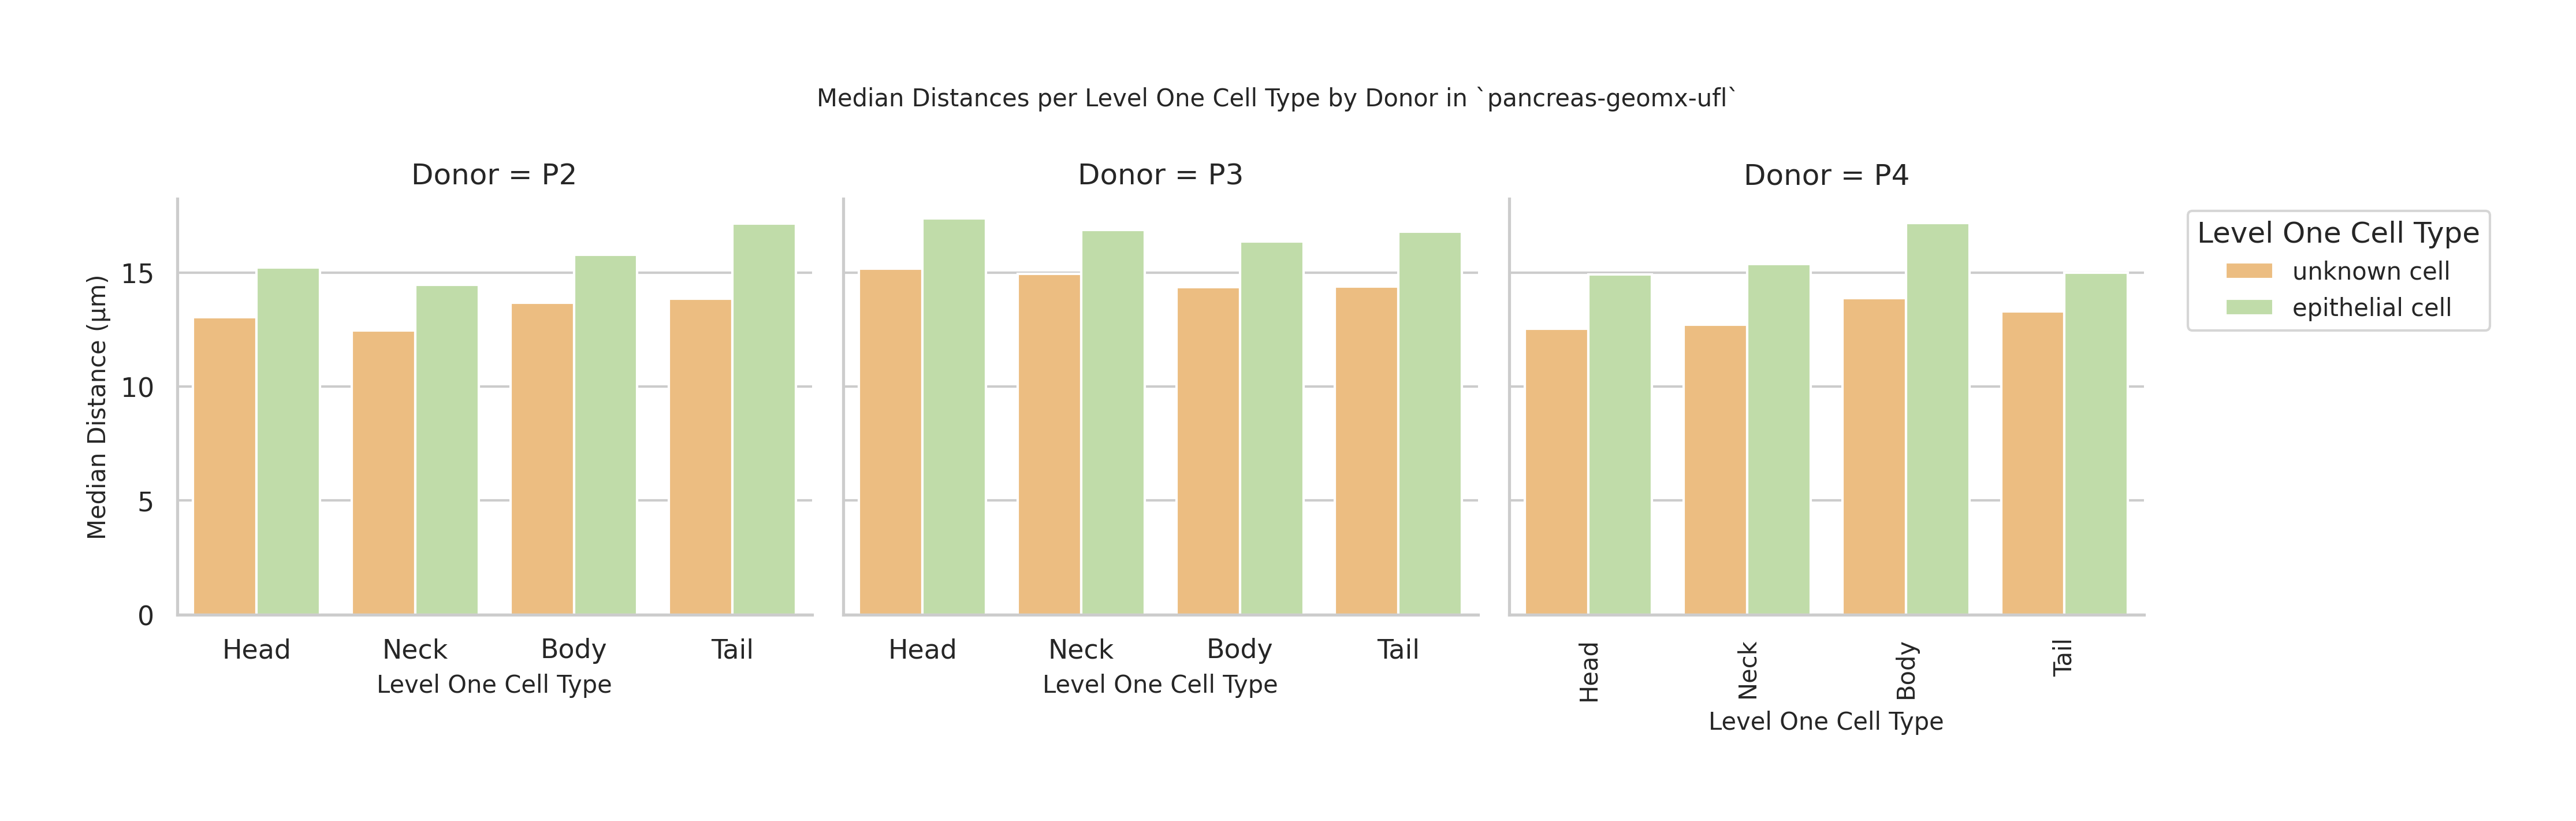 Median Distances per Level One Cell Type by Donor in `pancreas-geomx-ufl`
Donor = P2
Donor = P3
Donor = P4
Level One Cell Type
unknown cell
epithelial cell
Median Distance (μm)
15
10
5
0
Head Neck Body Tail
Level One Cell Type
Head Neck Body Tail
Level One Cell Type
Head Neck Body Tail
Level One Cell Type